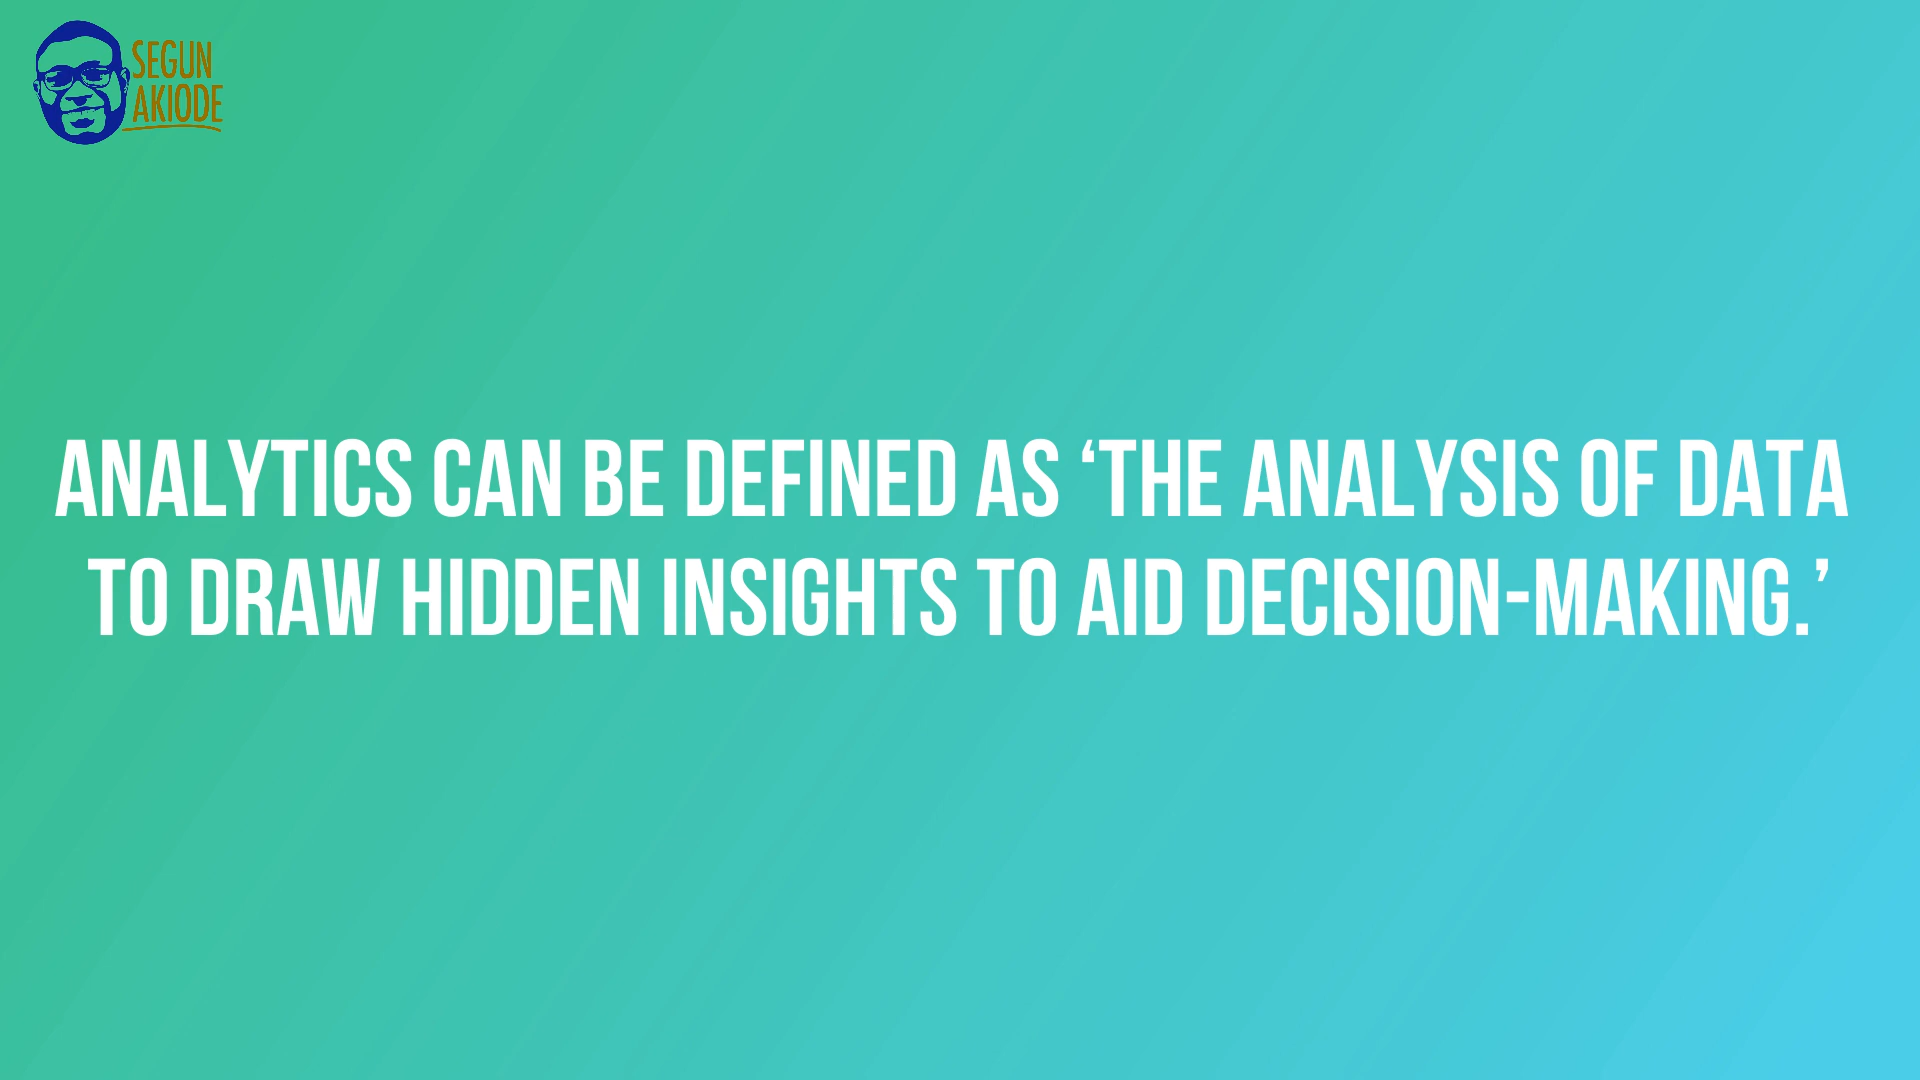 SEGUN
AKIODE
ANALYTICS CAN BE DEFINED AS ‘THE ANALYSIS OF DATA
TO DRAW HIDDEN INSIGHTS TO AID DECISION-MAKING.’